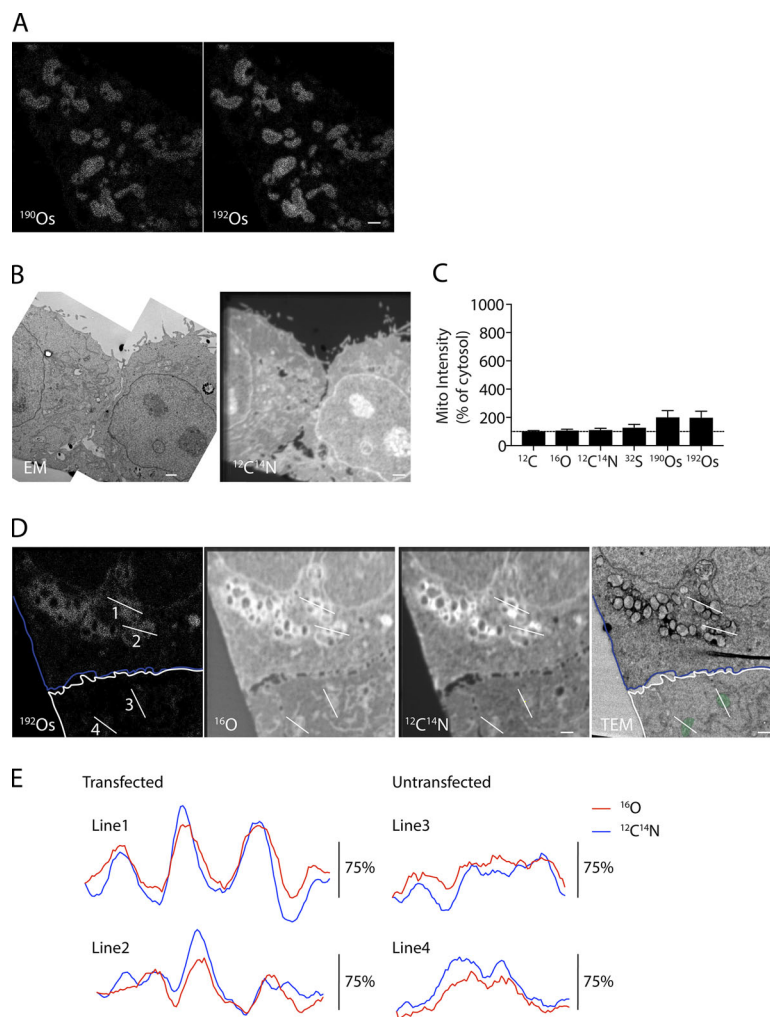 A
¹⁹⁰Os
¹⁹²Os
B
EM
¹²C¹⁴N
C
Mito Intensity
(% of cytosol)
1000
800
600
400
200
0
¹²C
¹⁶O
¹²C¹⁴N
³²S
¹⁹⁰Os
¹⁹²Os
D
1
2
3
4
¹⁹²Os
¹⁶O
¹²C¹⁴N
TEM
E
Transfected
Untransfected
¹⁶O
¹²C¹⁴N
Line1
75%
Line3
75%
Line2
75%
Line4
75%